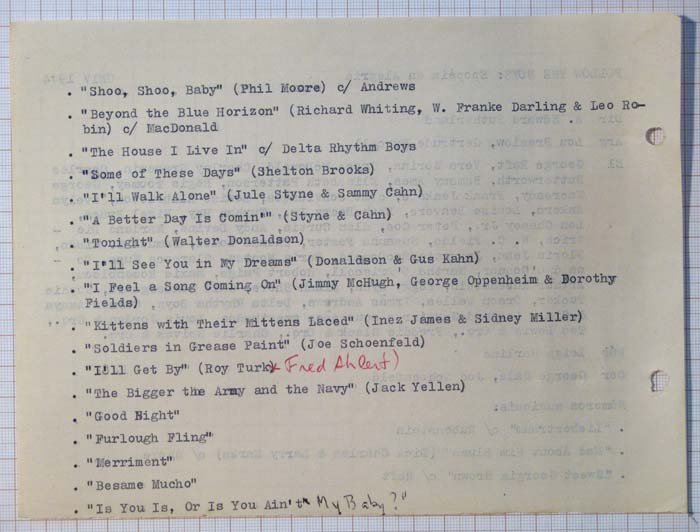 . "Shoo, Shoo, Baby" (Phil Moore) c/ Andrews
. "Beyond the Blue Horizon" (Richard Whiting, W. Franke Darling & Leo Ro-
bin) c/ MacDonald
. "The House I Live In" c/ Delta Rhythm Boys
. "Some of These Days" (Shelton Brooks)
. "I'll Walk Alone" (Jule Styne & Sammy Cahn)
. "A Better Day Is Comin'" (Styne & Cahn)
. "Tonight" (Walter Donaldson)
. "I'll See You in My Dreams" (Donaldson & Gus Kahn)
. "I Feel a Song Coming On" (Jimmy McHugh, George Oppenheim & Dorothy
Fields)
. "Kittens with Their Mittens Laced" (Inez James & Sidney Miller)
. "Soldiers in Grease Paint" (Joe Schoenfeld)
. "I'll Get By" (Roy Turk & Fred Ahlert)
. "The Bigger the Army and the Navy" (Jack Yellen)
. "Good Night"
. "Furlough Fling"
. "Merriment"
. "Besame Mucho"
. "Is You Is, Or Is You Ain't My Baby?"